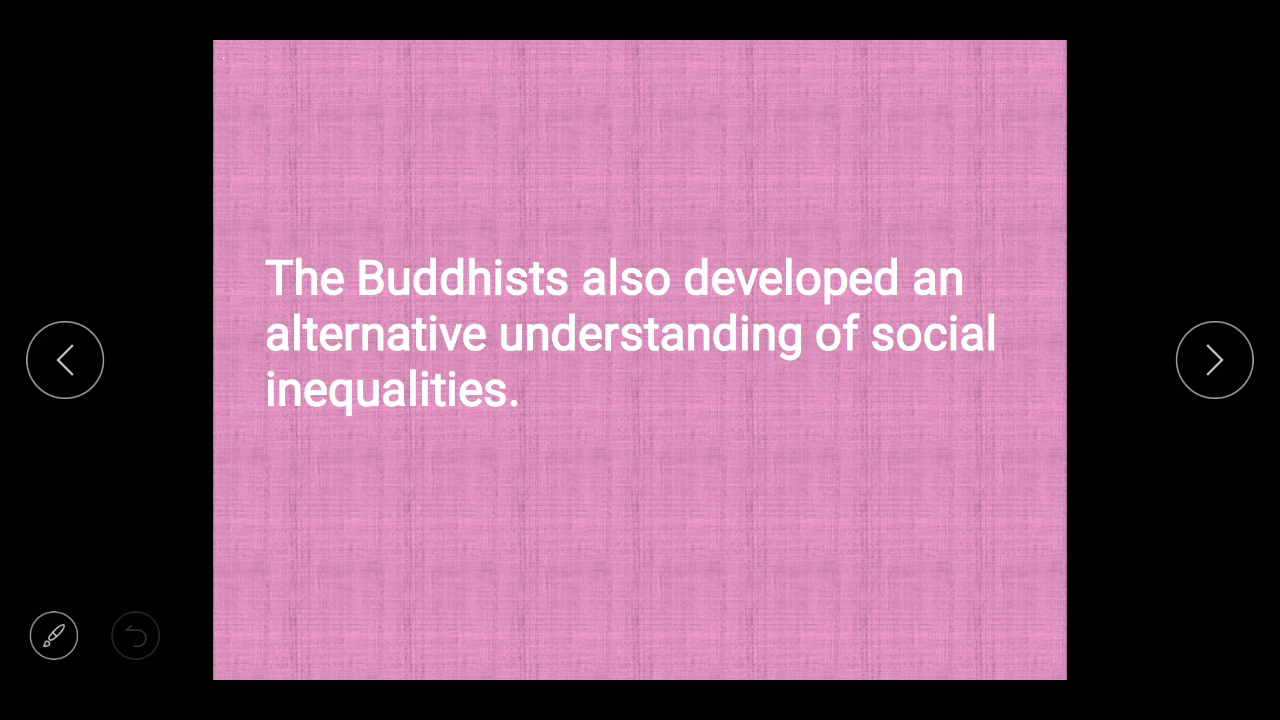 The Buddhists also developed an
alternative understanding of social
inequalities.